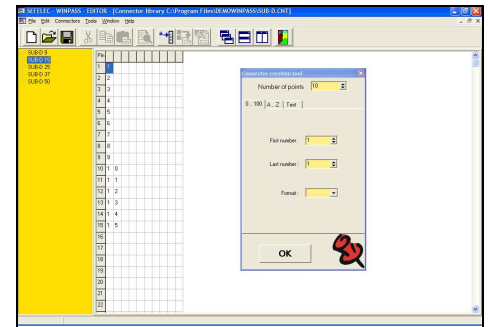 SEFELEC - WINPASS - EDITOR - [Connector library C:\Program Files\DEMOWINPASS\SUB-D.CNT]
File Edit Connectors Tools Window Help
SUB-D 9
SUB-D 15
SUB-D 25
SUB-D 37
SUB-D 50
Pin
1 1
2 2
3 3
4 4
5 5
6 6
7 7
8 8
9 9
10 1 0
11 1 1
12 1 2
13 1 3
14 1 4
15 1 5
16
17
18
19
20
21
22
Connector creation tool
Number of points 10
0 .. 100 A .. Z Text
First number: 1
Last number: 1
Format:
OK